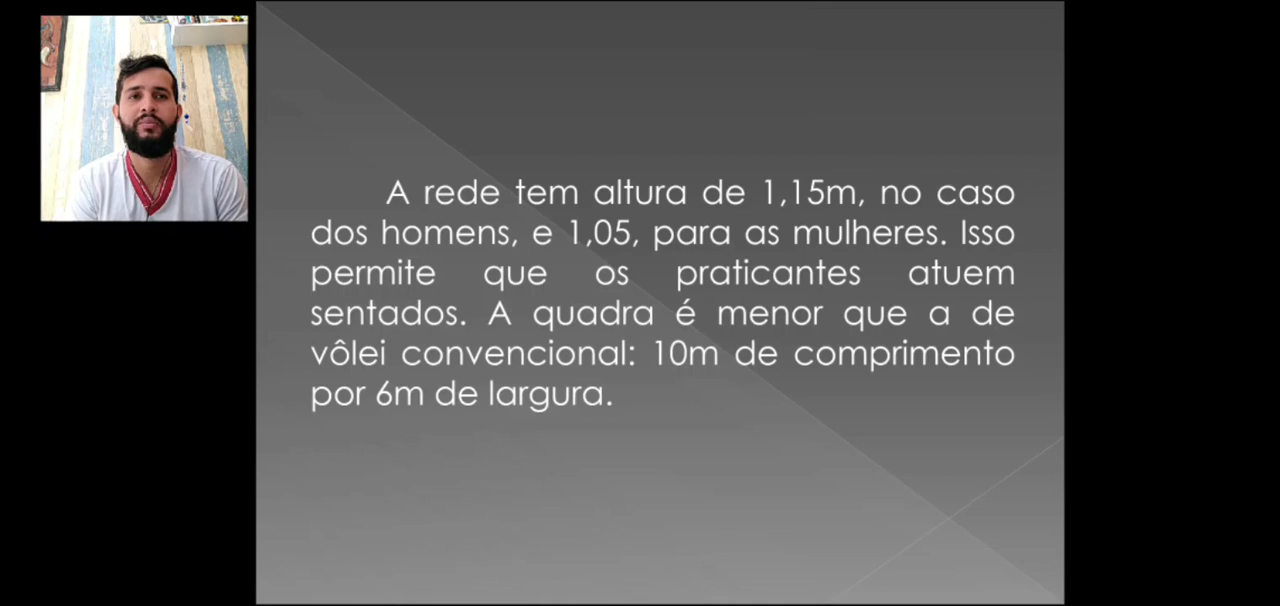 A rede tem altura de 1,15m, no caso
dos homens, e 1,05, para as mulheres. Isso
permite que os praticantes atuem
sentados. A quadra é menor que a de
vôlei convencional: 10m de comprimento
por 6m de largura.